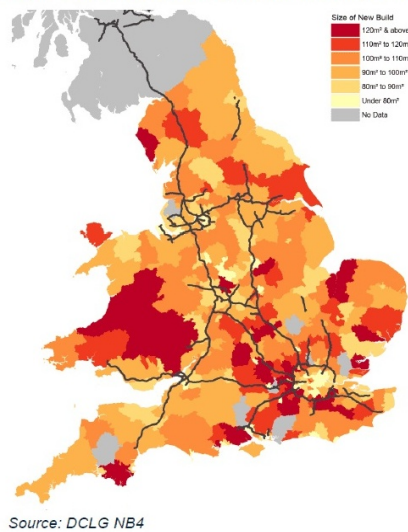 Size of New Build
120m² & above
110m² to 120m²
100m² to 110m²
90m² to 100m²
80m² to 90m²
Under 80m²
No Data
Source: DCLG NB4